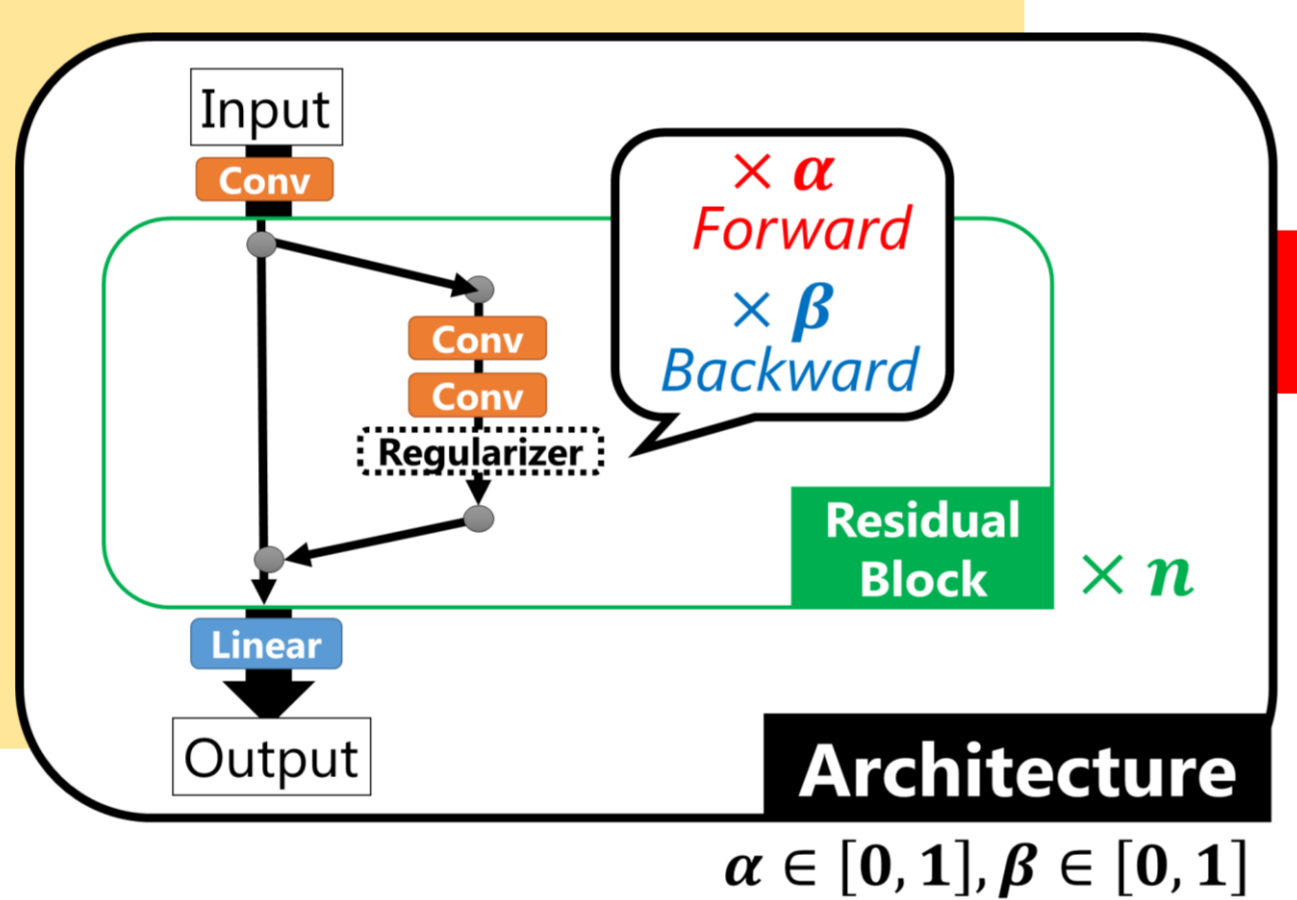 Input
Conv
× α
Forward
× β
Backward
Conv
Conv
Regularizer
Residual
Block
× n
Linear
Output
Architecture
α ∈ [0, 1], β ∈ [0, 1]